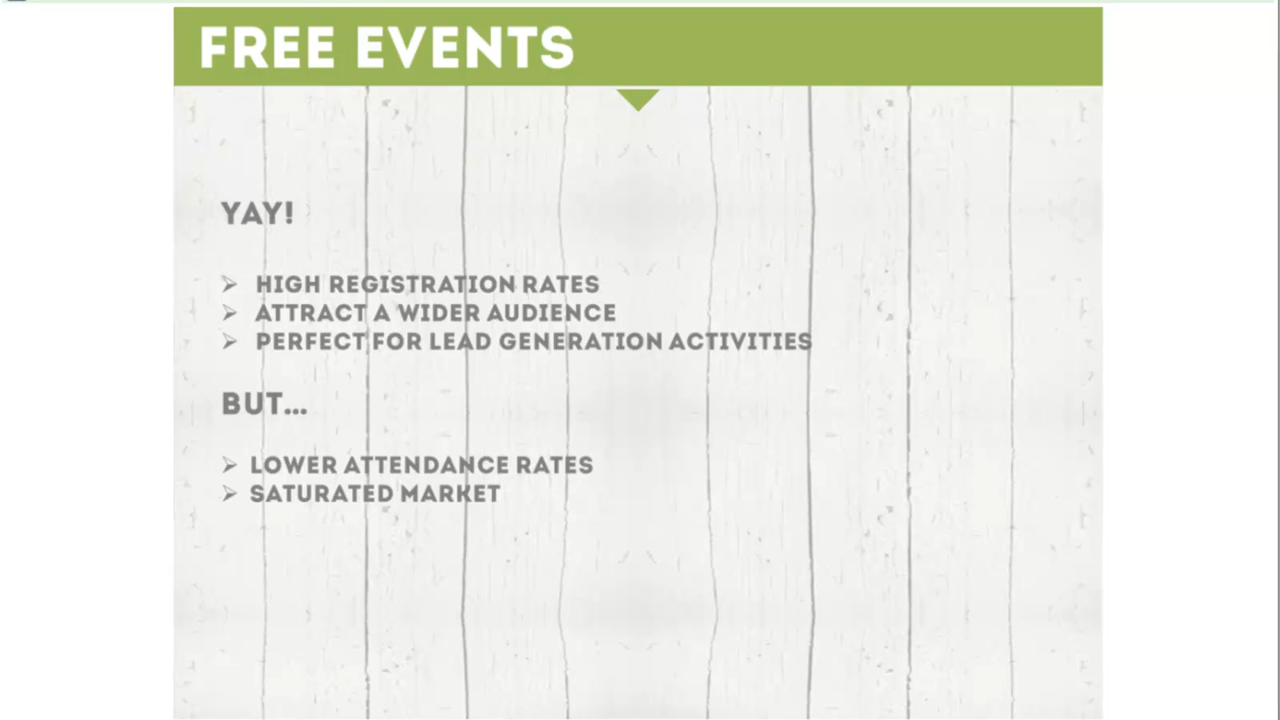 FREE EVENTS
YAY!
➢ HIGH REGISTRATION RATES
➢ ATTRACT A WIDER AUDIENCE
➢ PERFECT FOR LEAD GENERATION ACTIVITIES
BUT...
➢ LOWER ATTENDANCE RATES
➢ SATURATED MARKET